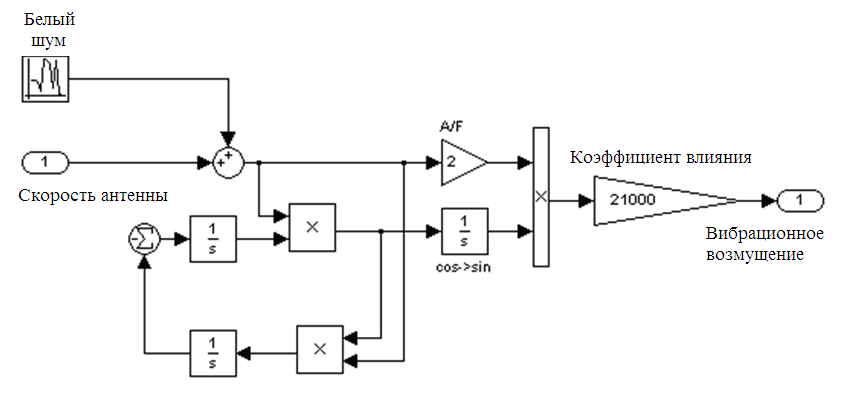 Белый
шум
1
Скорость антенны
+
+
A/F
2
Коэффициент влияния
21000
1
Вибрационное
возмущение
×
-Σ
1
s
×
1
s
cos->sin
1
s
×